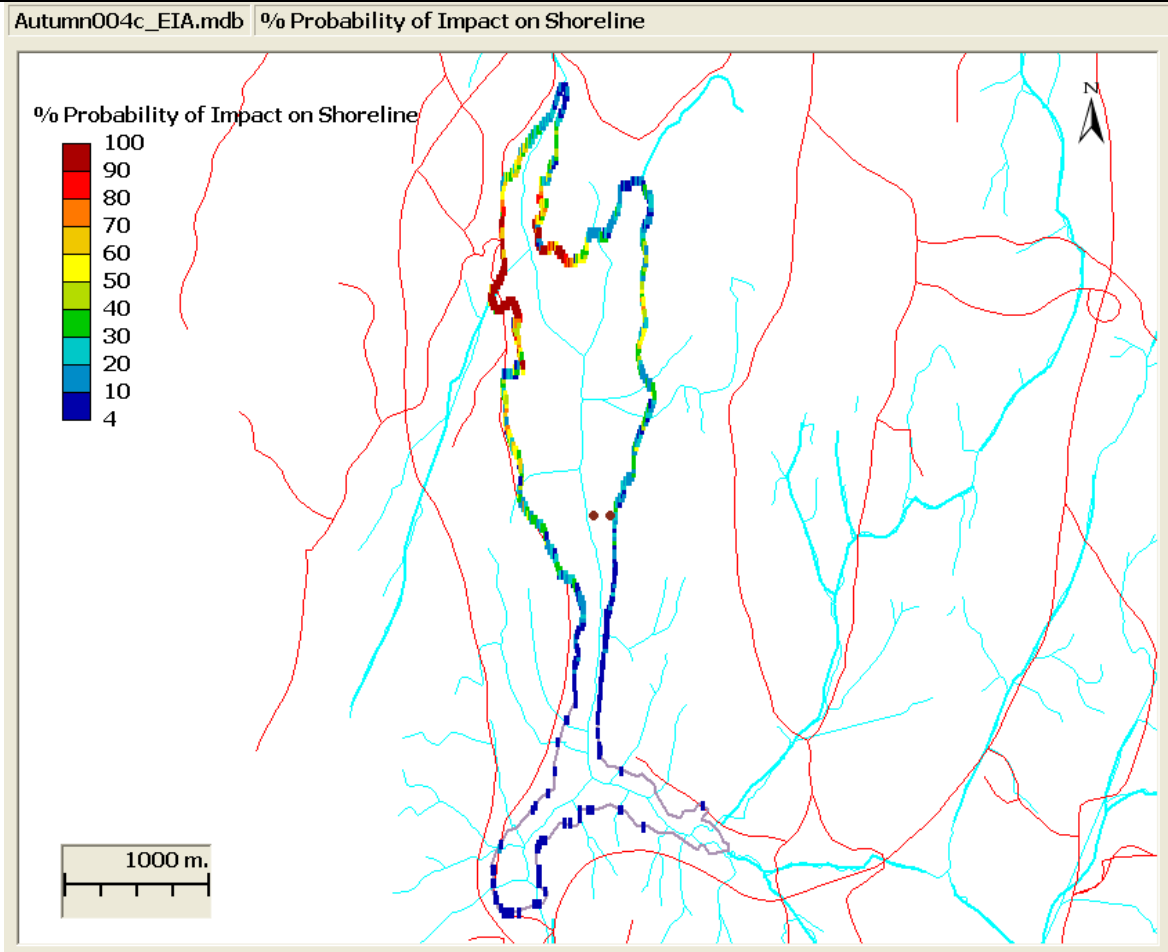 Autumn004c_EIA.mdb % Probability of Impact on Shoreline
N
% Probability of Impact on Shoreline
100
90
80
70
60
50
40
30
20
10
4
1000 m.